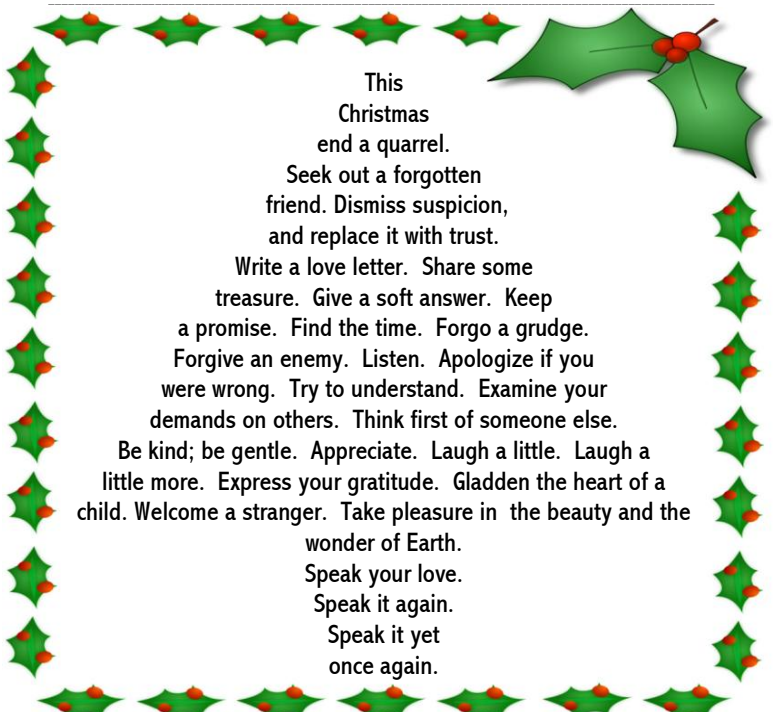 This
Christmas
end a quarrel.
Seek out a forgotten
friend. Dismiss suspicion,
and replace it with trust.
Write a love letter.  Share some
treasure.  Give a soft answer.  Keep
a promise.  Find the time.  Forgo a grudge.
Forgive an enemy.  Listen.  Apologize if you
were wrong.  Try to understand.  Examine your
demands on others.  Think first of someone else.
Be kind; be gentle.  Appreciate.  Laugh a little.  Laugh a
little more.  Express your gratitude.  Gladden the heart of a
child. Welcome a stranger.  Take pleasure in  the beauty and the
wonder of Earth.
Speak your love.
Speak it again.
Speak it yet
once again.